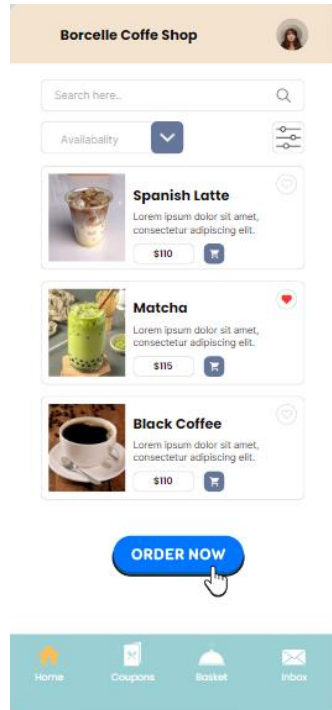 Borcelle Coffe Shop
Search here..
Availabality
Spanish Latte
Lorem ipsum dolor sit amet,
consectetur adipiscing elit.
$110
Matcha
Lorem ipsum dolor sit amet,
consectetur adipiscing elit.
$115
Black Coffee
Lorem ipsum dolor sit amet,
consectetur adipiscing elit.
$110
ORDER NOW
Home
Coupons
Basket
Inbox